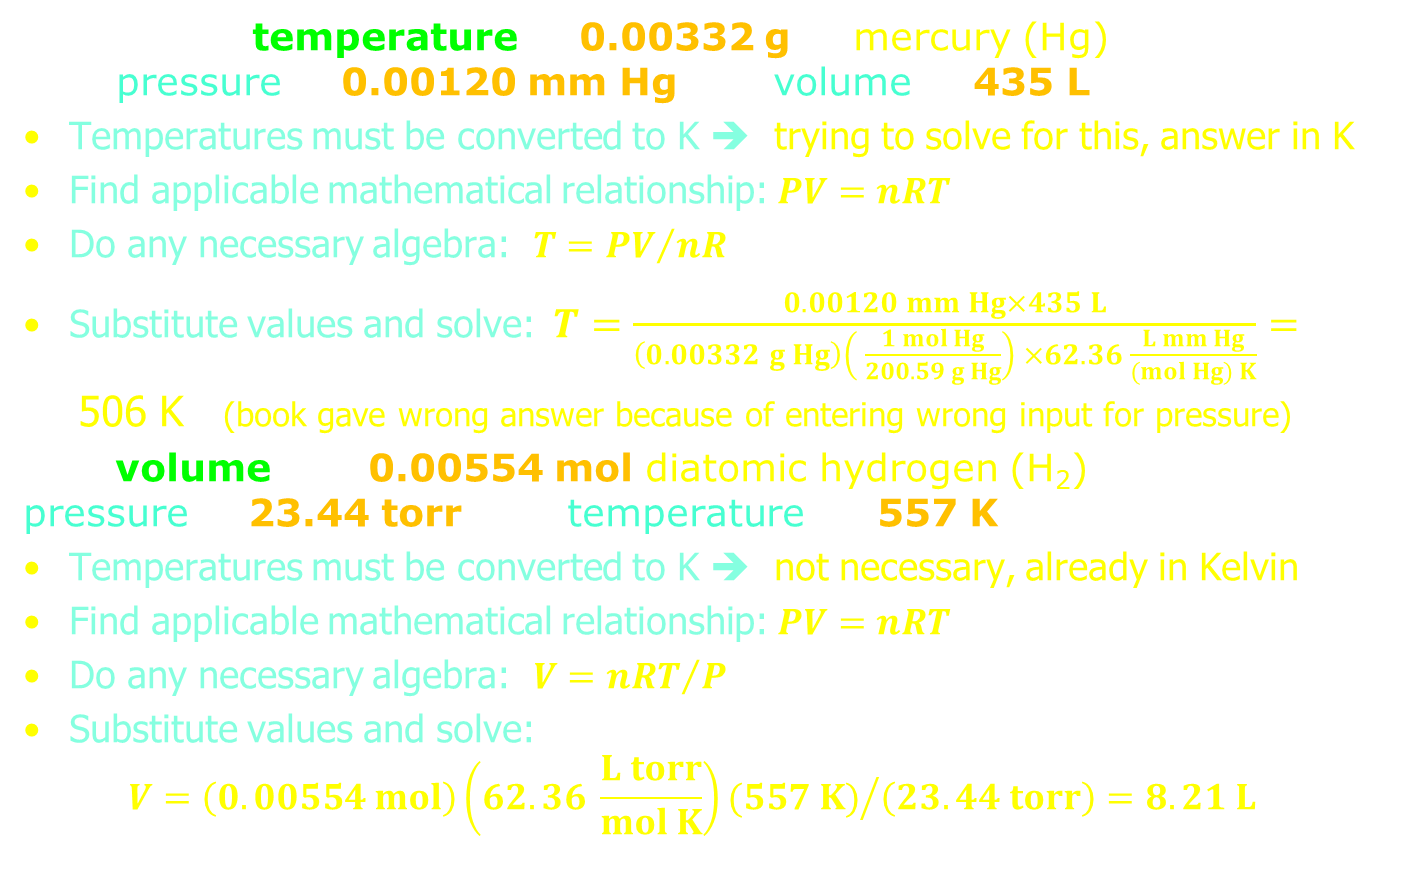 temperature 0.00332 g mercury (Hg)
pressure 0.00120 mm Hg volume 435 L
• Temperatures must be converted to K ➔ trying to solve for this, answer in K
• Find applicable mathematical relationship: PV = nRT
• Do any necessary algebra: T = PV/nR
• Substitute values and solve: T = \frac{0.00120 mm Hg×435 L}{(0.00332 g Hg)(\frac{1 mol Hg}{200.59 g Hg})×62.36 \frac{L mm Hg}{(mol Hg) K}} =
506 K (book gave wrong answer because of entering wrong input for pressure)
volume 0.00554 mol diatomic hydrogen (H₂)
pressure 23.44 torr temperature 557 K
• Temperatures must be converted to K ➔ not necessary, already in Kelvin
• Find applicable mathematical relationship: PV = nRT
• Do any necessary algebra: V = nRT/P
• Substitute values and solve:
V = (0.00554 mol)(62.36 \frac{L torr}{mol K})(557 K)/(23.44 torr) = 8.21 L